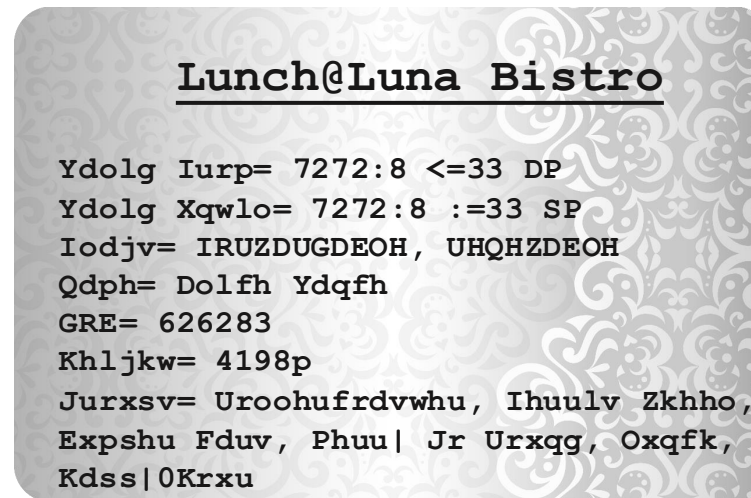 Lunch@Luna Bistro
Ydolg Iurp= 7272:8 <=33 DP
Ydolg Xqwlo= 7272:8 :=33 SP
Iodjv= IRUZDUGDEOH, UHQHZDEOH
Qdph= Dolfh Ydqfh
GRE= 626283
Khljkw= 4198p
Jurxsv= Uroohufrdvwhu, Ihuulv Zkhho,
Expshu Fduv, Phuu| Jr Urxqg, Oxqfk,
Kdss|0Krxu